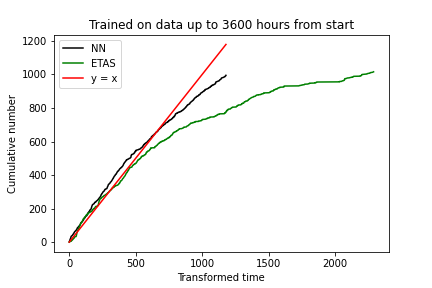 Trained on data up to 3600 hours from start
NN
ETAS
y = x
Cumulative number
1200
1000
800
600
400
200
0
0 500 1000 1500 2000
Transformed time